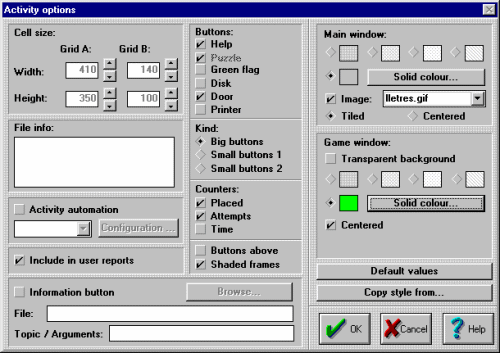 Activity options
Cell size:
Grid A: Grid B:
Width: 410 140
Height: 350 100
File info:
Activity automation
Configuration ...
Include in user reports
Buttons:
Help
Puzzle
Green flag
Disk
Door
Printer
Kind:
Big buttons
Small buttons 1
Small buttons 2
Counters:
Placed
Attempts
Time
Buttons above
Shaded frames
Information button
Browse...
File:
Topic / Arguments:
Main window:
Solid colour...
Image: lletres.gif
Tiled Centered
Game window:
Transparent background
Solid colour...
Centered
Default values
Copy style from...
OK Cancel Help